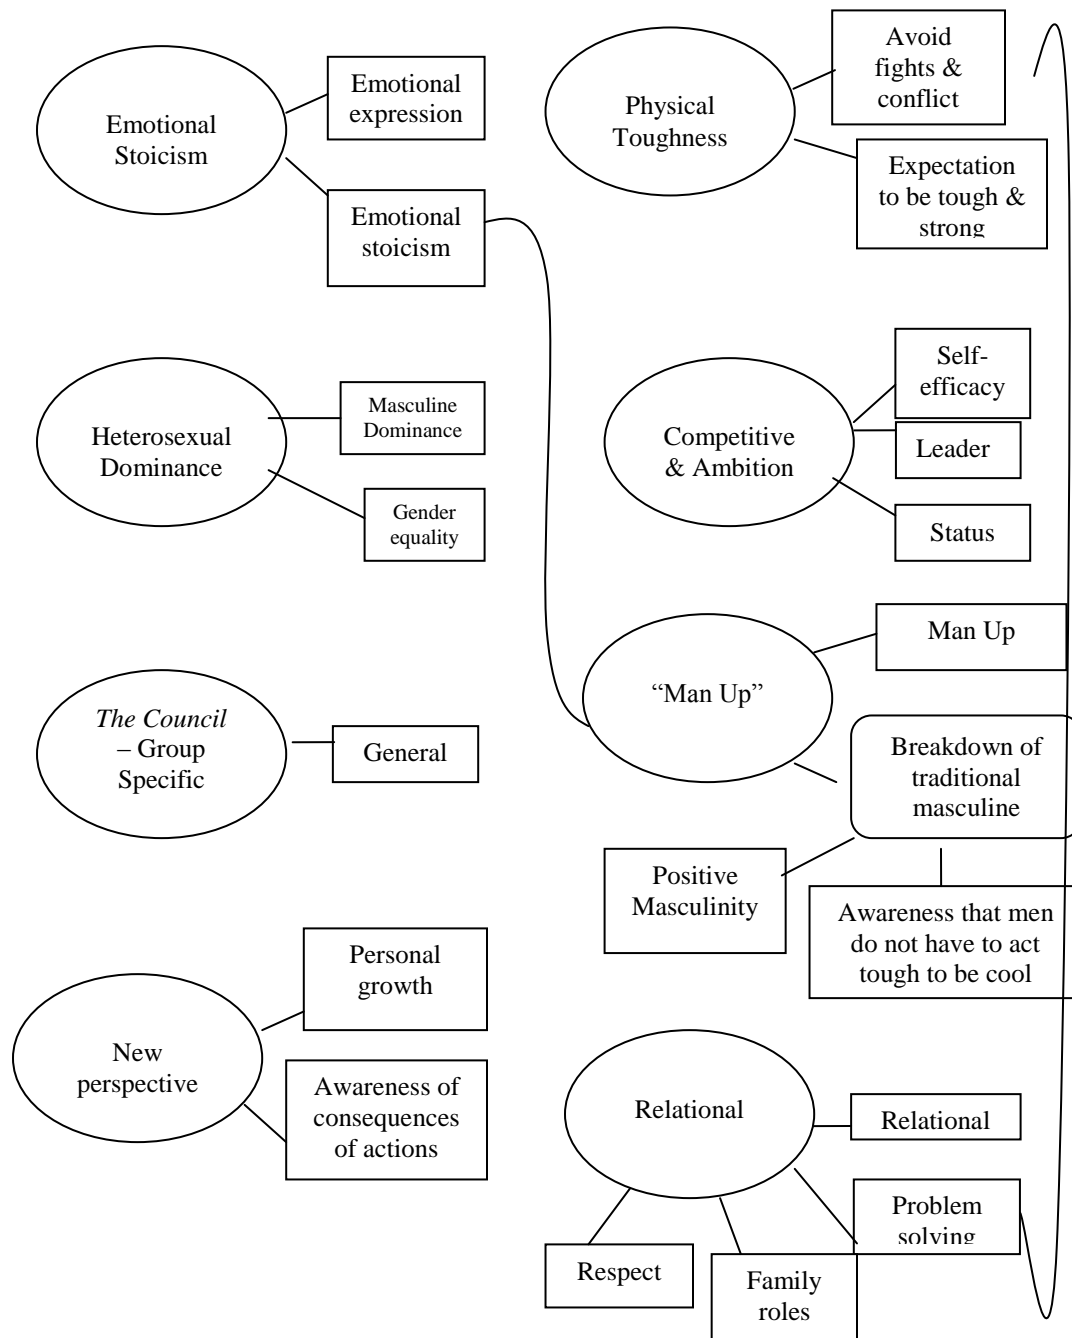 Emotional
Stoicism
Emotional
expression
Emotional
stoicism
Physical
Toughness
Avoid
fights &
conflict
Expectation
to be tough &
strong
Heterosexual
Dominance
Masculine
Dominance
Gender
equality
Competitive
& Ambition
Self-
efficacy
Leader
Status
The Council
– Group
Specific
General
“Man Up”
Man Up
Breakdown of
traditional
masculine
Positive
Masculinity
Awareness that men
do not have to act
tough to be cool
New
perspective
Personal
growth
Awareness of
consequences
of actions
Relational
Relational
Problem
solving
Respect
Family
roles